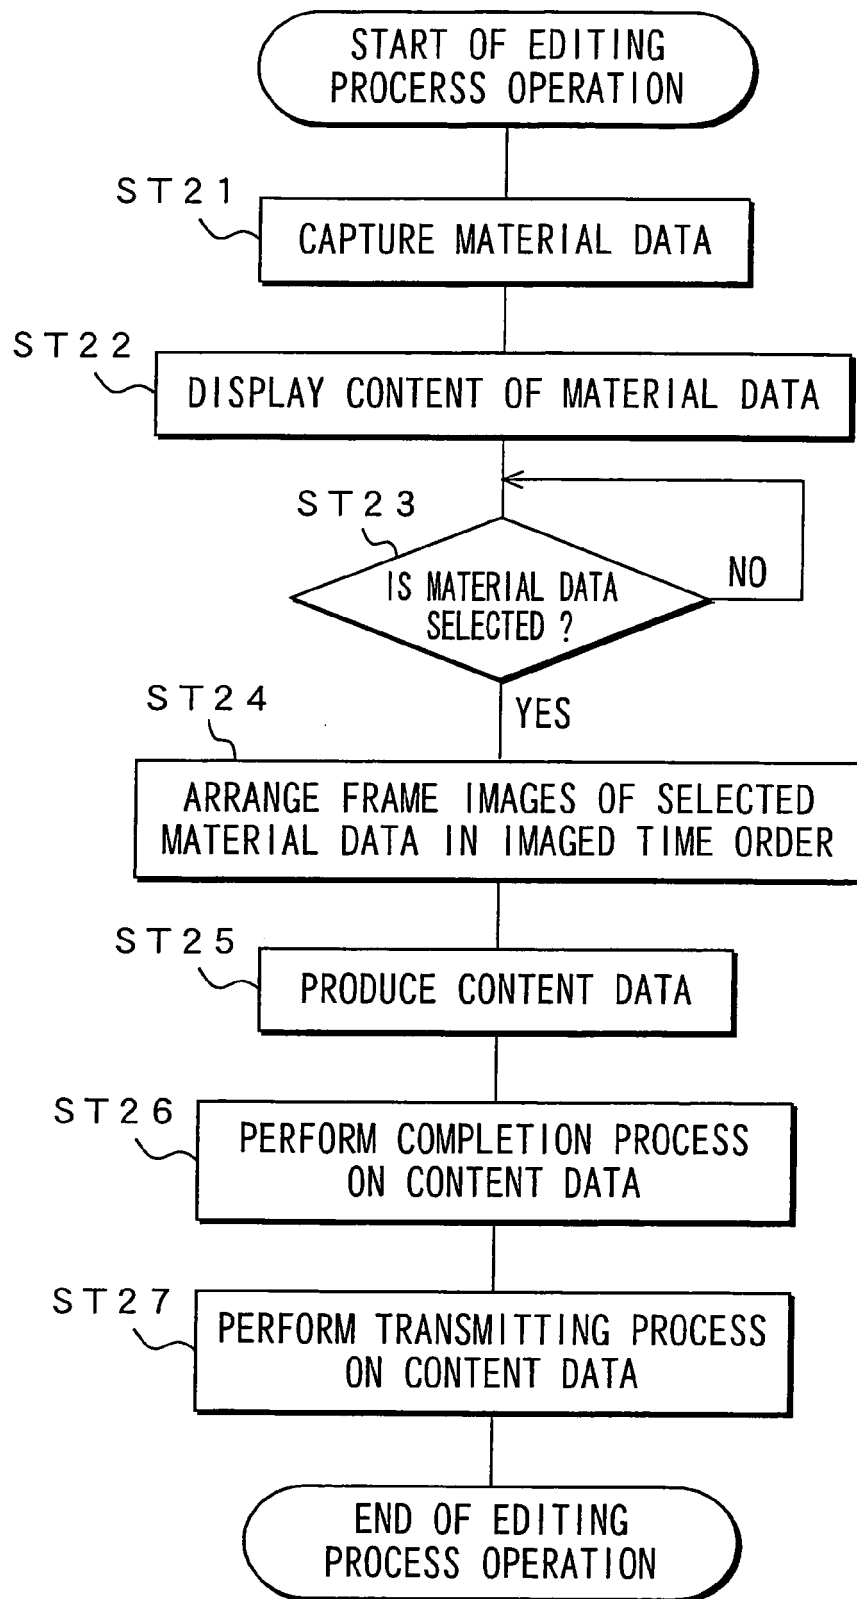 START OF EDITING
PROCERSS OPERATION
ST21
CAPTURE MATERIAL DATA
ST22
DISPLAY CONTENT OF MATERIAL DATA
ST23
IS MATERIAL DATA
SELECTED ?
NO
YES
ST24
ARRANGE FRAME IMAGES OF SELECTED
MATERIAL DATA IN IMAGED TIME ORDER
ST25
PRODUCE CONTENT DATA
ST26
PERFORM COMPLETION PROCESS
ON CONTENT DATA
ST27
PERFORM TRANSMITTING PROCESS
ON CONTENT DATA
END OF EDITING
PROCESS OPERATION